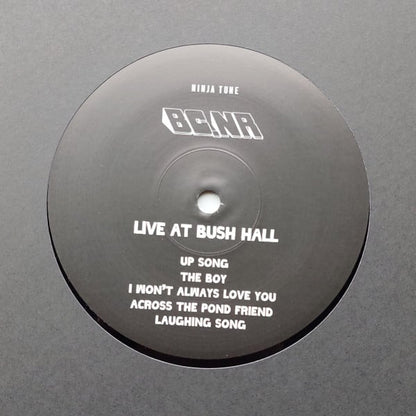 NINJA TUNE
BC,NR
LIVE AT BUSH HALL
UP SONG
THE BOY
I WON'T ALWAYS LOVE YOU
ACROSS THE POND FRIEND
LAUGHING SONG